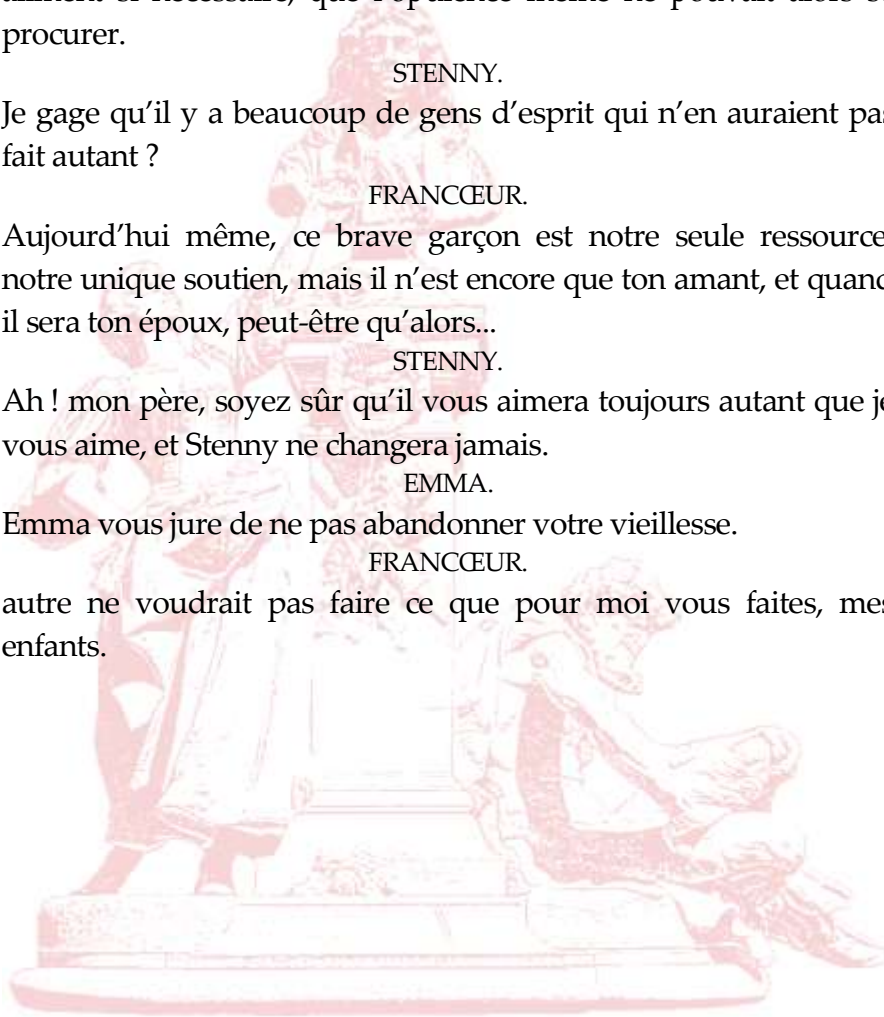 aliment si nécessaire, que l’opulence même ne pouvait alors
procurer.
STENNY.
Je gage qu’il y a beaucoup de gens d’esprit qui n’en auraient pas
fait autant ?
FRANCŒUR.
Aujourd’hui même, ce brave garçon est notre seule ressource
notre unique soutien, mais il n’est encore que ton amant, et quand
il sera ton époux, peut-être qu’alors...
STENNY.
Ah ! mon père, soyez sûr qu’il vous aimera toujours autant que je
vous aime, et Stenny ne changera jamais.
EMMA.
Emma vous jure de ne pas abandonner votre vieillesse.
FRANCŒUR.
autre ne voudrait pas faire ce que pour moi vous faites, mes
enfants.